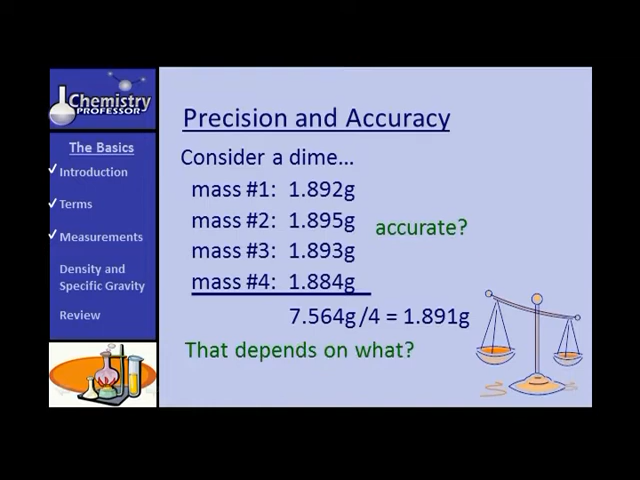 Chemistry
PROFESSOR
The Basics
Introduction
Terms
Measurements
Density and
Specific Gravity
Review
Precision and Accuracy
Consider a dime...
mass #1: 1.892g
mass #2: 1.895g
accurate?
mass #3: 1.893g
mass #4: 1.884g
7.564g/4 = 1.891g
That depends on what?